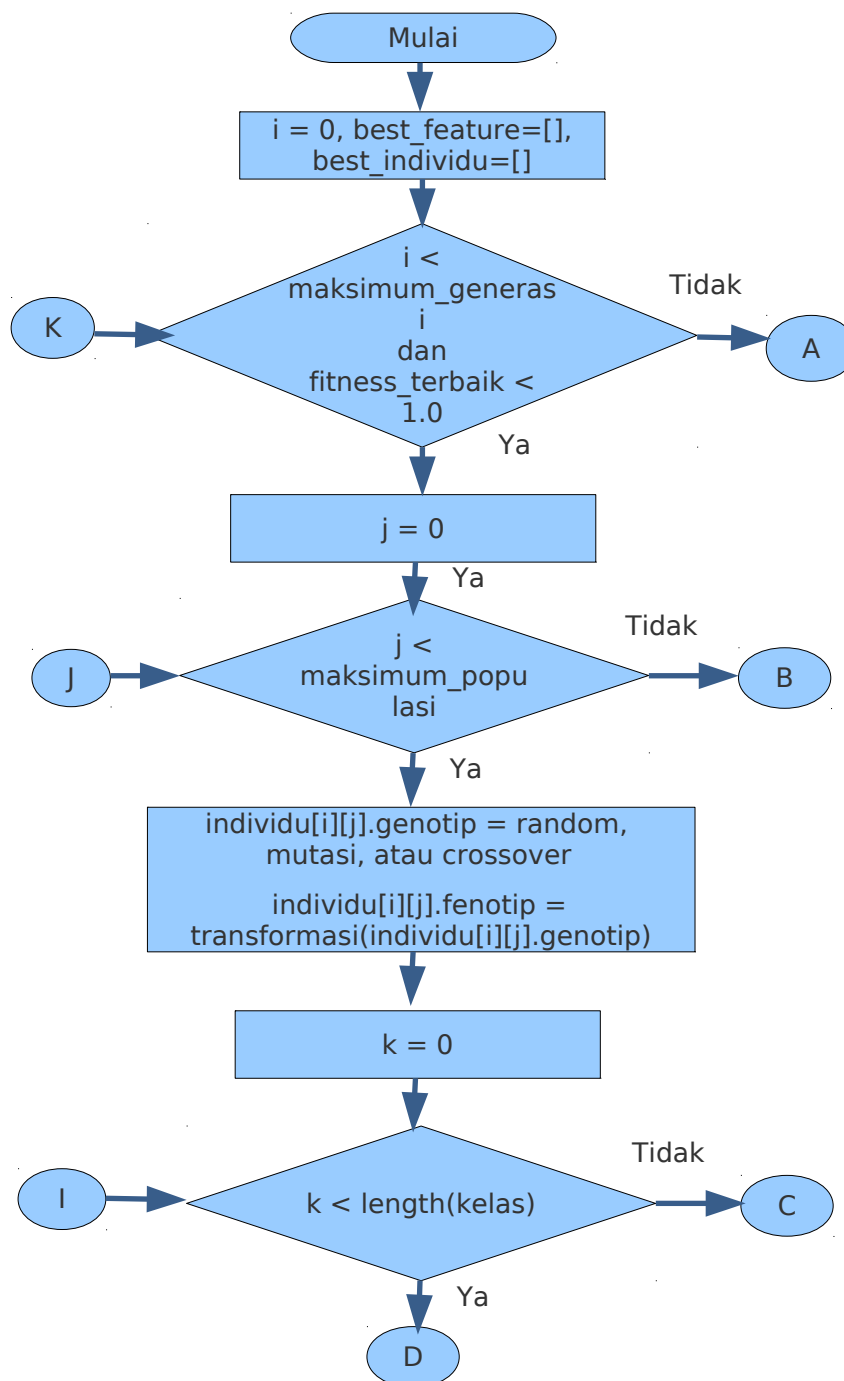 Mulai
i = 0, best_feature=[],
best_individu=[]
i <
maksimum_generas
i
dan
fitness_terbaik <
1.0
Tidak
K
A
Ya
j = 0
Ya
j <
maksimum_popu
lasi
Tidak
J
B
Ya
individu[i][j].genotip = random,
mutasi, atau crossover
individu[i][j].fenotip =
transformasi(individu[i][j].genotip)
k = 0
k < length(kelas)
Tidak
I
C
Ya
D